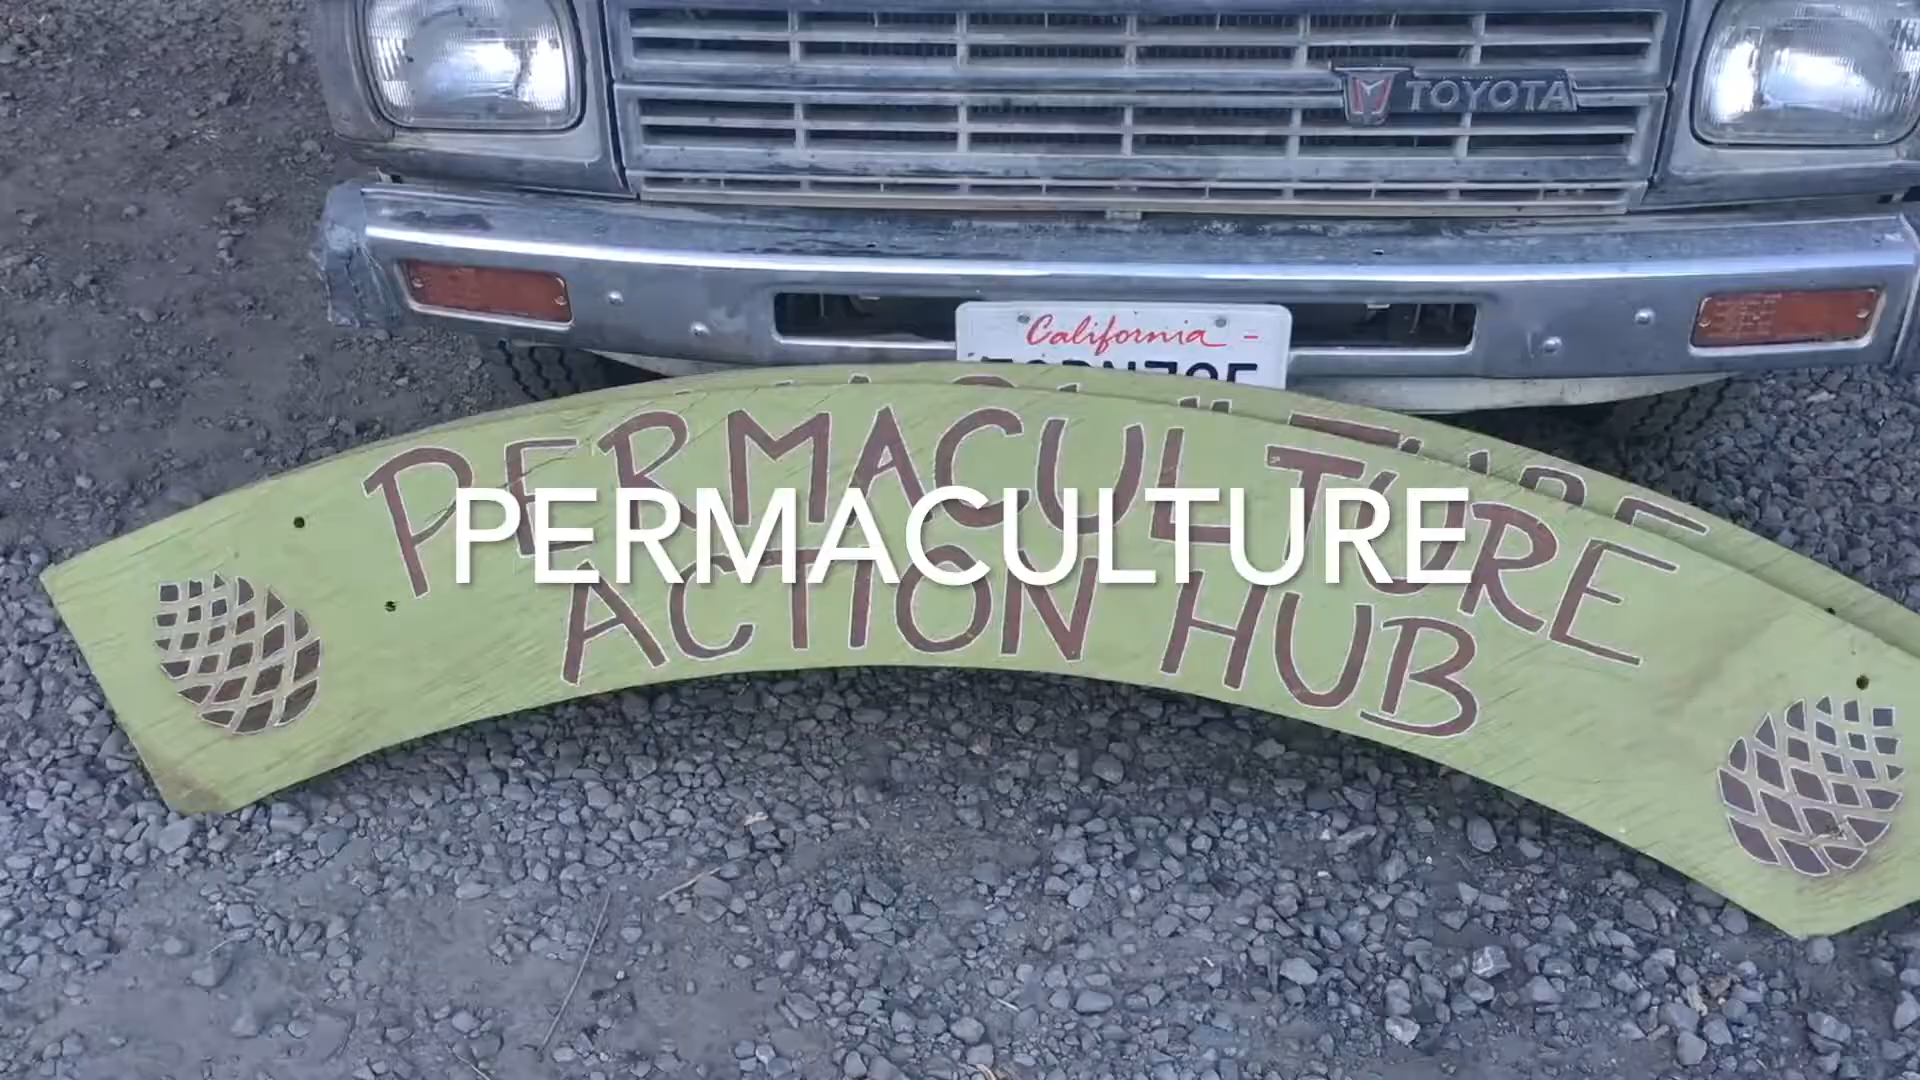 TOYOTA
California
PERMACULTURE
PERMACULTURE
ACTION HUB